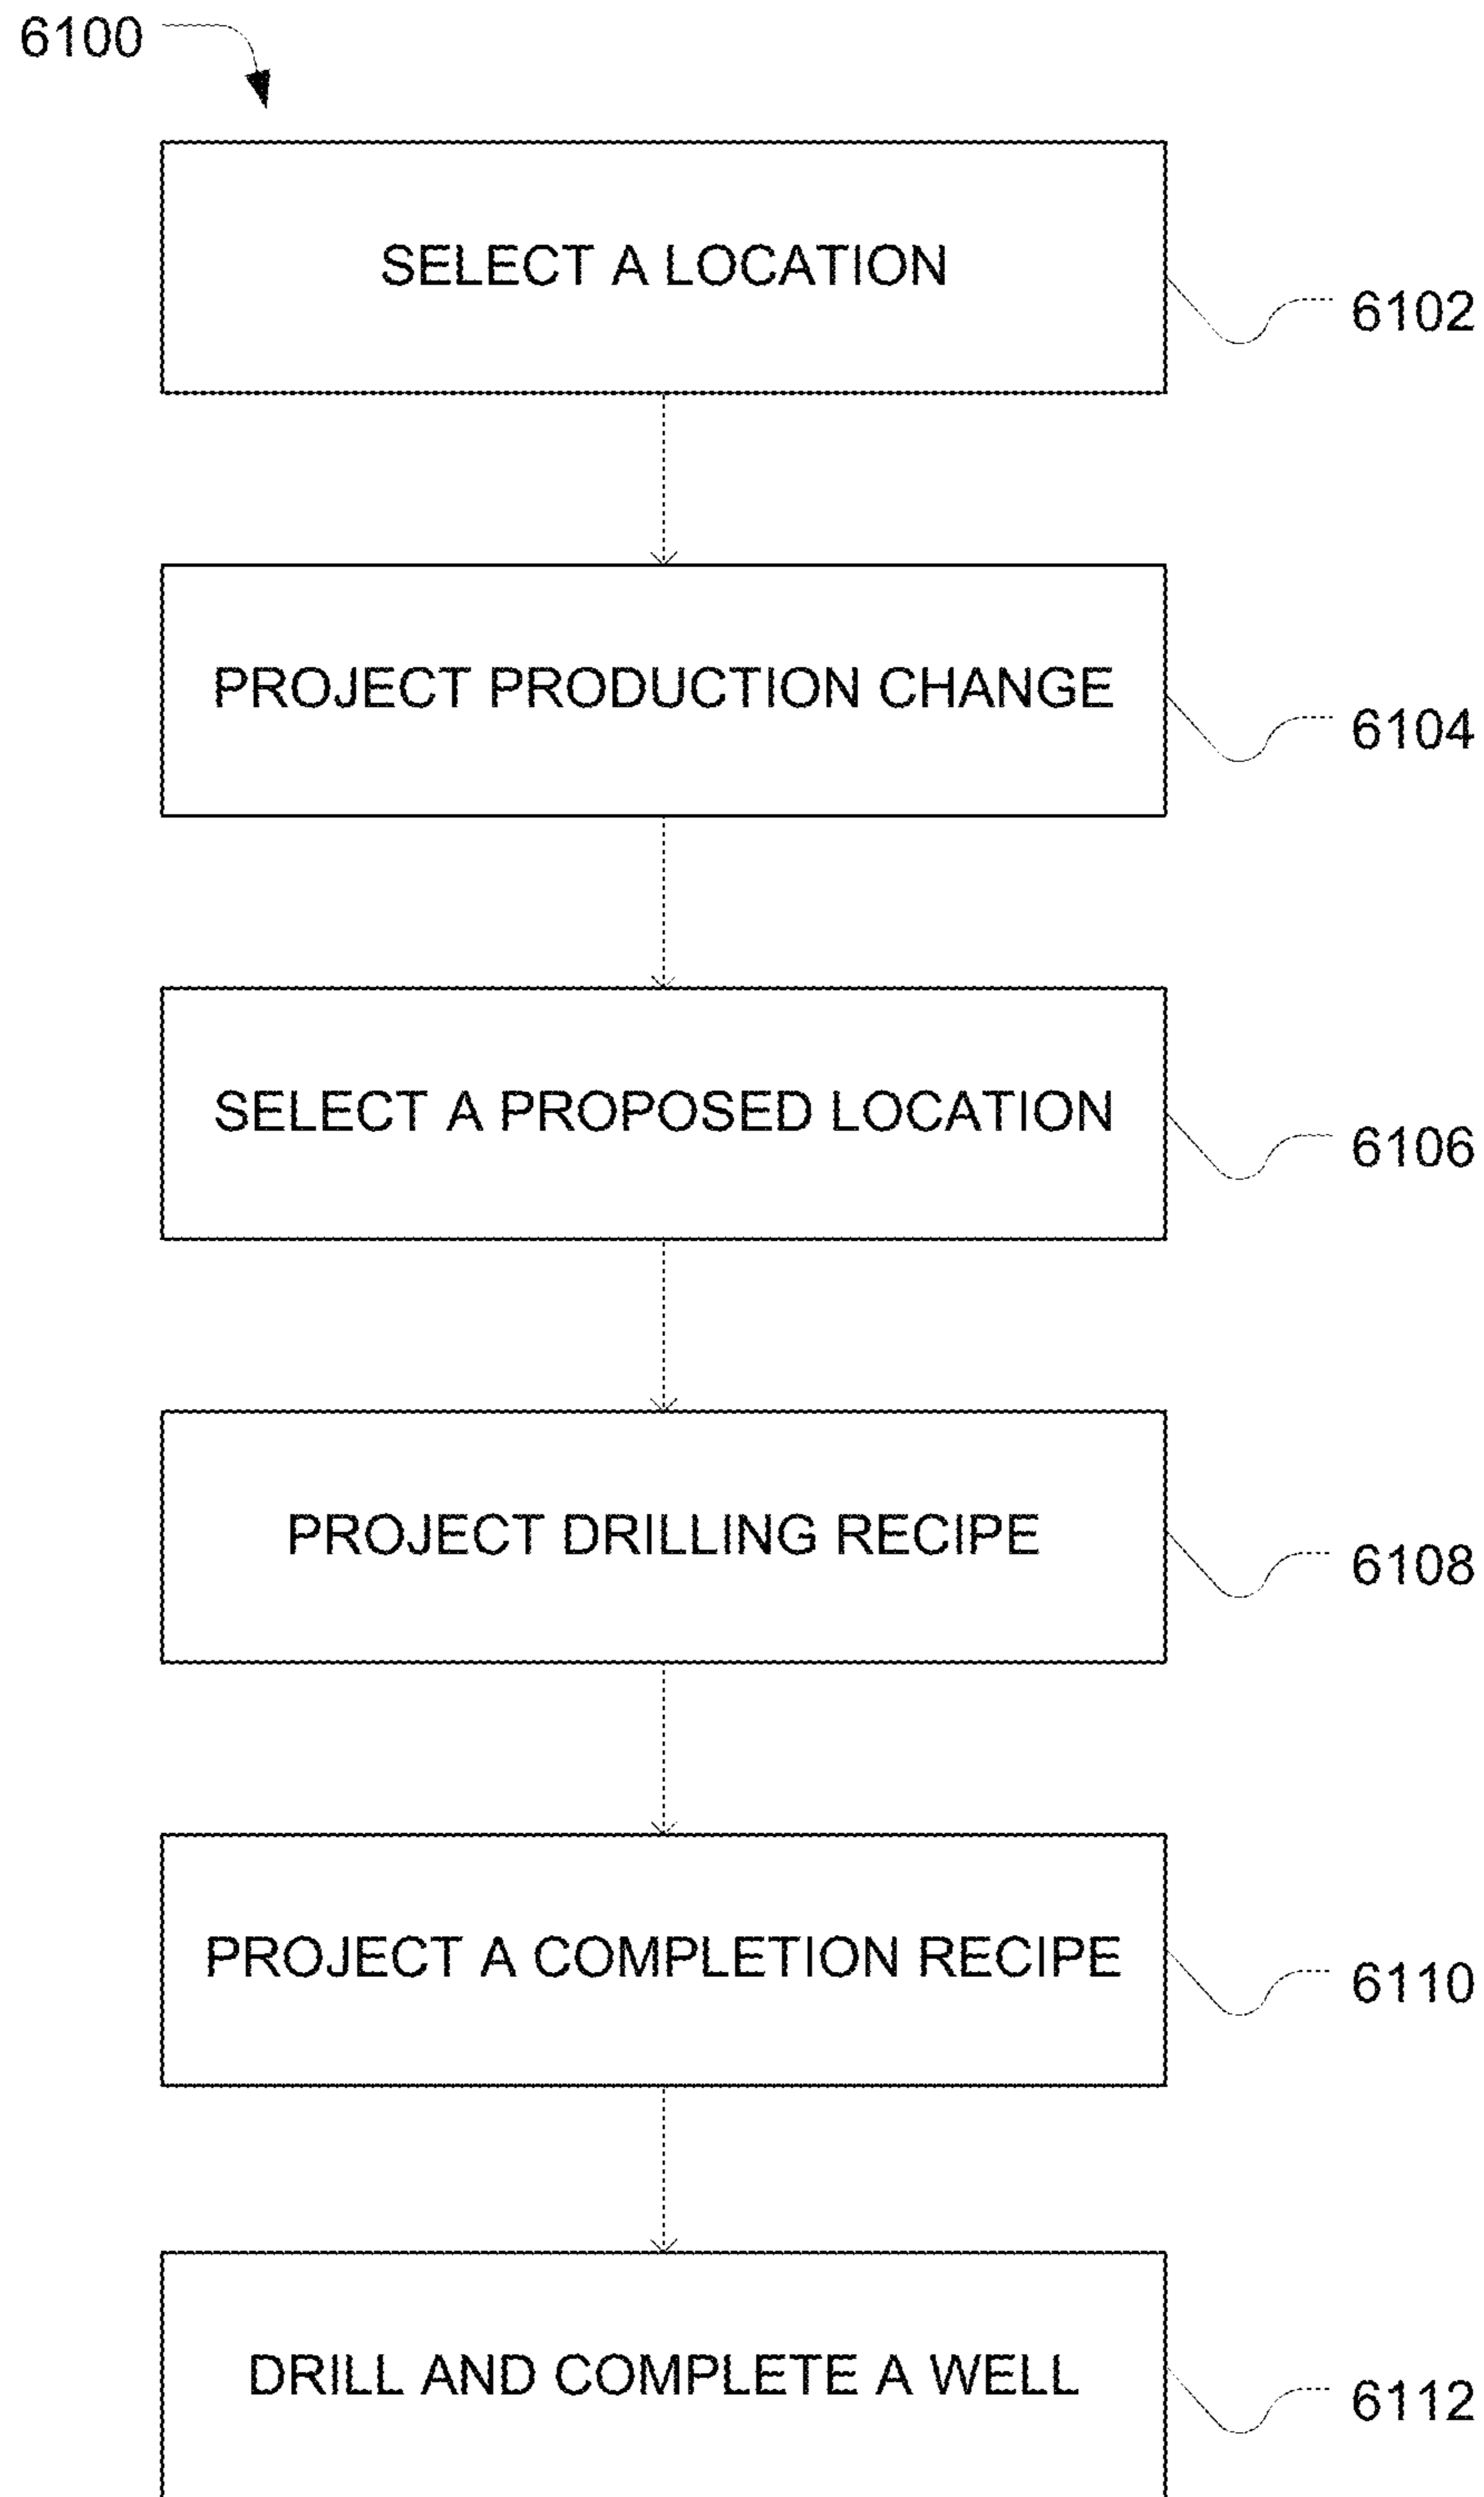 6100
SELECT A LOCATION
6102
PROJECT PRODUCTION CHANGE
6104
SELECT A PROPOSED LOCATION
6106
PROJECT DRILLING RECIPE
6108
PROJECT A COMPLETION RECIPE
6110
DRILL AND COMPLETE A WELL
6112